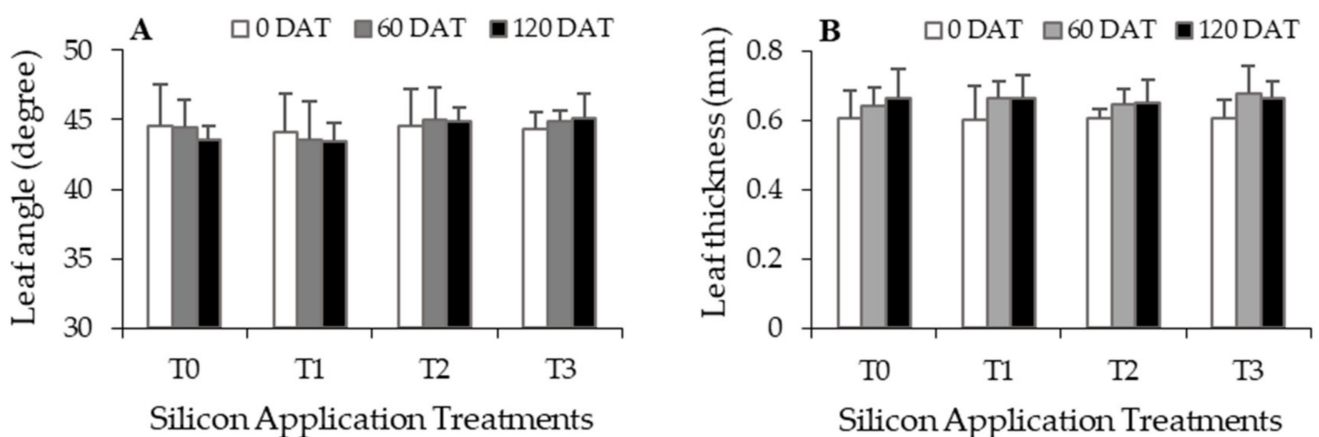 A
0 DAT 60 DAT 120 DAT
Leaf angle (degree)
50
45
40
35
30
T0 T1 T2 T3
Silicon Application Treatments
B
0 DAT 60 DAT 120 DAT
Leaf thickness (mm)
0.8
0.6
0.4
0.2
0
T0 T1 T2 T3
Silicon Application Treatments